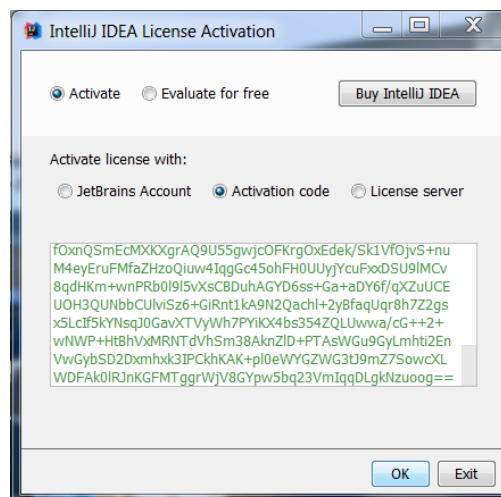 IntelliJ IDEA License Activation
Activate
Evaluate for free
Buy IntelliJ IDEA
Activate license with:
JetBrains Account
Activation code
License server
fOxnQSmEcMXKXgrAQ9U55gwjcOFKrgOxEdek/Sk1VfOjvS+nu
M4eyEruFMfaZHzoQiuw4IqgGc45ohFH0UUyjYcuFxxDSU9lMCv
8qdHKm+wnPRb0l9l5vXsCBDuhAGYD6ss+Ga+aDY6f/qXZuUCE
UOH3QUNbbCUlviSz6+GiRnt1kA9N2Qachl+2yBfaqUqr8h7Z2gs
x5LcIf5kYNsqJ0GavXTVyWh7PYiKX4bs354ZQLUwwa/cG++2+
wNWP+HtBhVxMRNTdVhSm38AknZlD+PTAsWGu9GyLmhti2En
VwGybSD2Dxmhxk3IPCkhKAK+pl0eWYGZWG3tJ9mZ7SowcXL
WDFAk0lRJnKGFMTggrWjV8GYpw5bq23VmIqqDLgkNzuoog==
OK
Exit